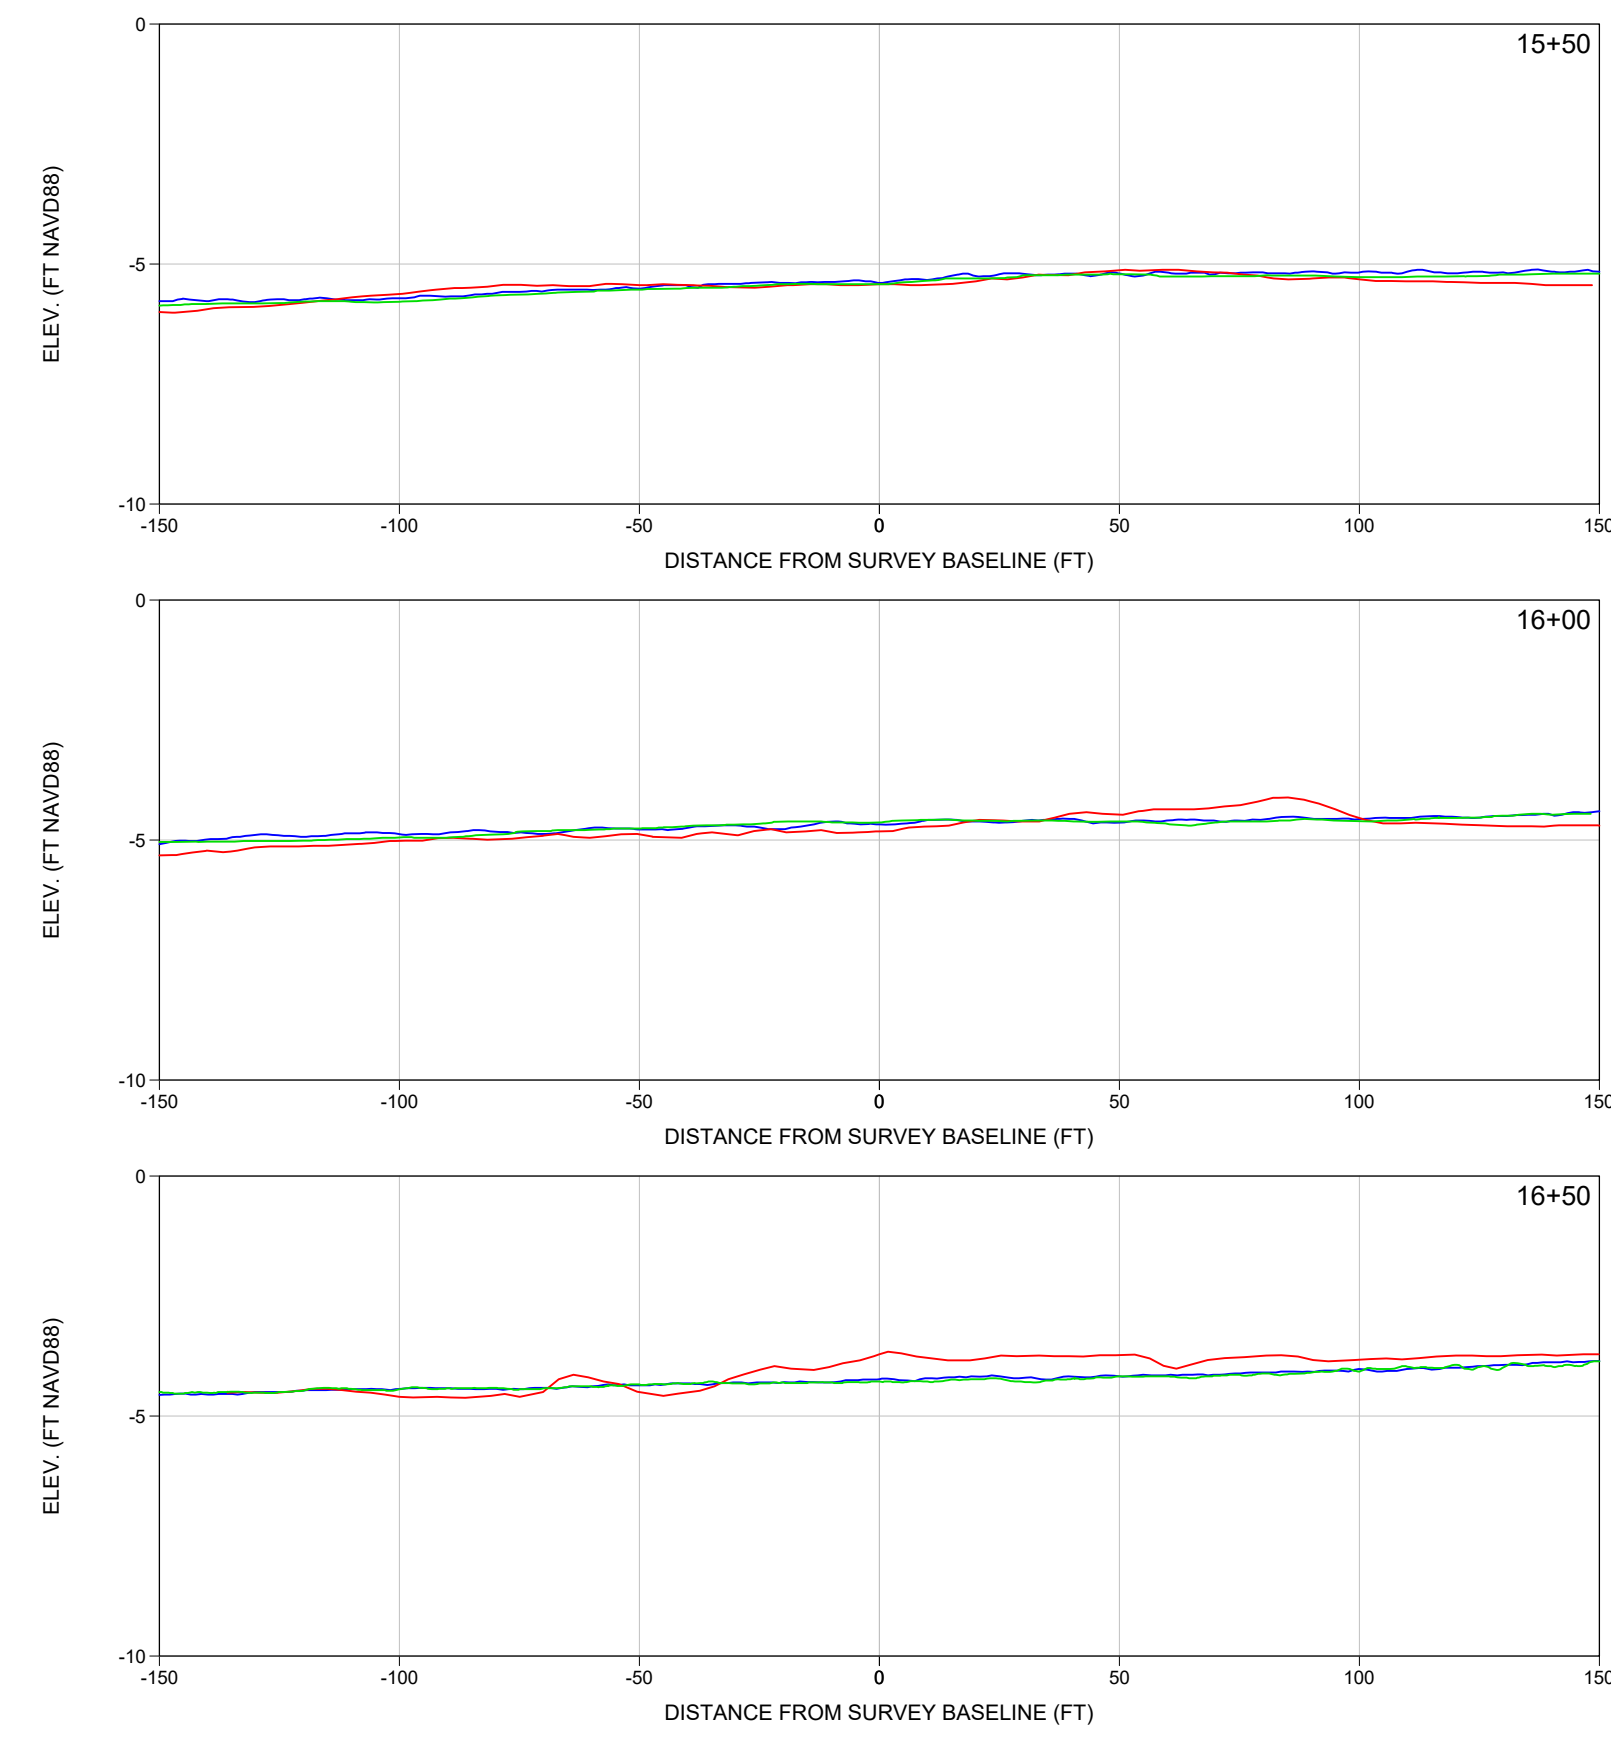 0
15+50
ELEV. (FT NAVD88)
-5
-10
-150 -100 -50 0 50 100 150
DISTANCE FROM SURVEY BASELINE (FT)
0
16+00
ELEV. (FT NAVD88)
-5
-10
-150 -100 -50 0 50 100 150
DISTANCE FROM SURVEY BASELINE (FT)
0
16+50
ELEV. (FT NAVD88)
-5
-10
-150 -100 -50 0 50 100 150
DISTANCE FROM SURVEY BASELINE (FT)